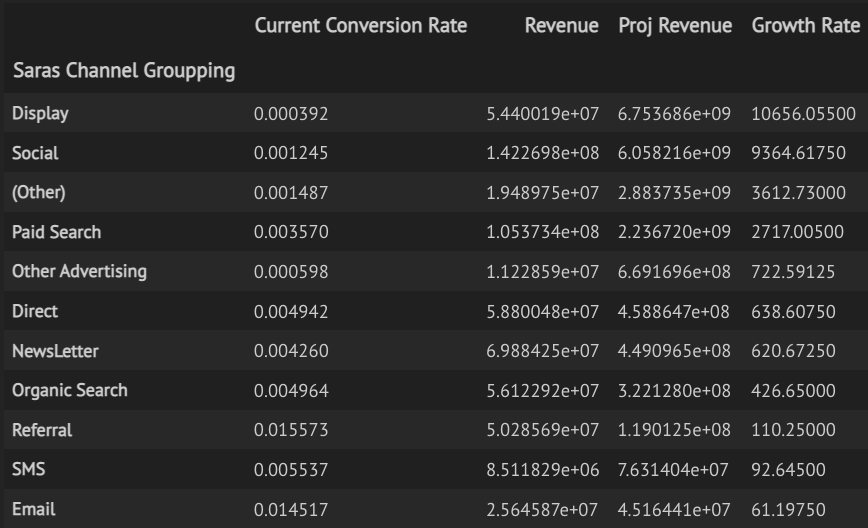 Current Conversion Rate Revenue Proj Revenue Growth Rate
Saras Channel Groupping
Display 0.000392 5.440019e+07 6.753686e+09 10656.05500
Social 0.001245 1.422698e+08 6.058216e+09 9364.61750
(Other) 0.001487 1.948975e+07 2.883735e+09 3612.73000
Paid Search 0.003570 1.053734e+08 2.236720e+09 2717.00500
Other Advertising 0.000598 1.122859e+07 6.691696e+08 722.59125
Direct 0.004942 5.880048e+07 4.588647e+08 638.60750
NewsLetter 0.004260 6.988425e+07 4.490965e+08 620.67250
Organic Search 0.004964 5.612292e+07 3.221280e+08 426.65000
Referral 0.015573 5.028569e+07 1.190125e+08 110.25000
SMS 0.005537 8.511829e+06 7.631404e+07 92.64500
Email 0.014517 2.564587e+07 4.516441e+07 61.19750